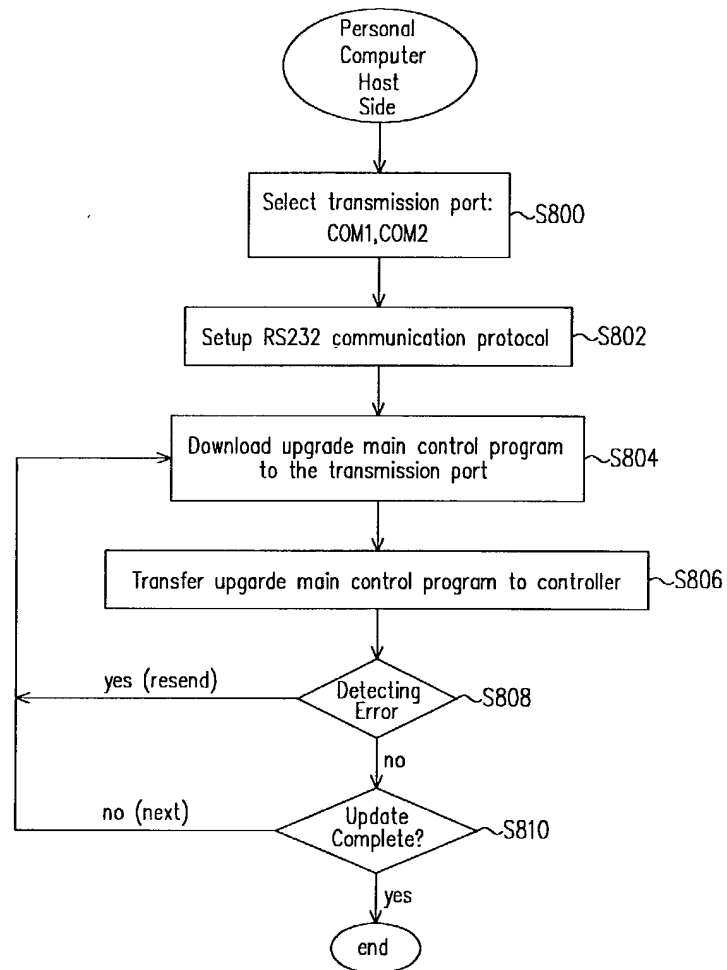 Personal
Computer
Host
Side
Select transmission port:
COM1,COM2
S800
Setup RS232 communication protocol
S802
Download upgrade main control program
to the transmission port
S804
Transfer upgarde main control program to controller
S806
yes (resend)
Detecting
Error
S808
no
no (next)
Update
Complete?
S810
yes
end